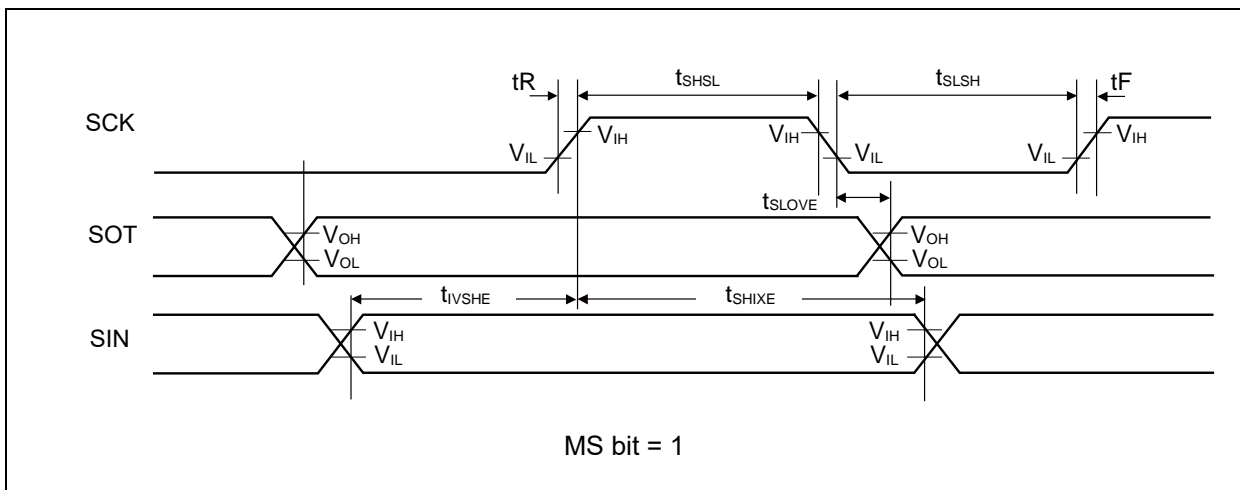 tR tSHSL tSLSH tF
SCK
VIH VIH VIH
VIL VIL VIL
tSLOVE
SOT
VOH VOH
VOL VOL
tIVSHE tSHIXE
SIN
VIH VIH
VIL VIL
MS bit = 1